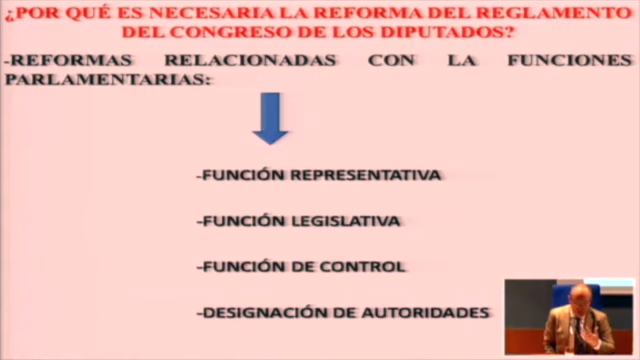 ¿POR QUÉ ES NECESARIA LA REFORMA DEL REGLAMENTO
DEL CONGRESO DE LOS DIPUTADOS?
-REFORMAS RELACIONADAS CON LA FUNCIONES
PARLAMENTARIAS:
-FUNCIÓN REPRESENTATIVA
-FUNCIÓN LEGISLATIVA
-FUNCIÓN DE CONTROL
-DESIGNACIÓN DE AUTORIDADES